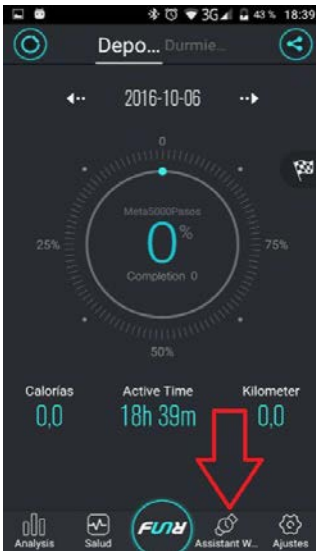 3G 43% 18:39
Depo... Durmie...
2016-10-06
0
Meta5000Pasos
25% 0% 75%
Completion 0
50%
Calorías Active Time Kilometer
0,0 18h 39m 0,0
FUN
Analysis Salud Assistant W... Ajustes